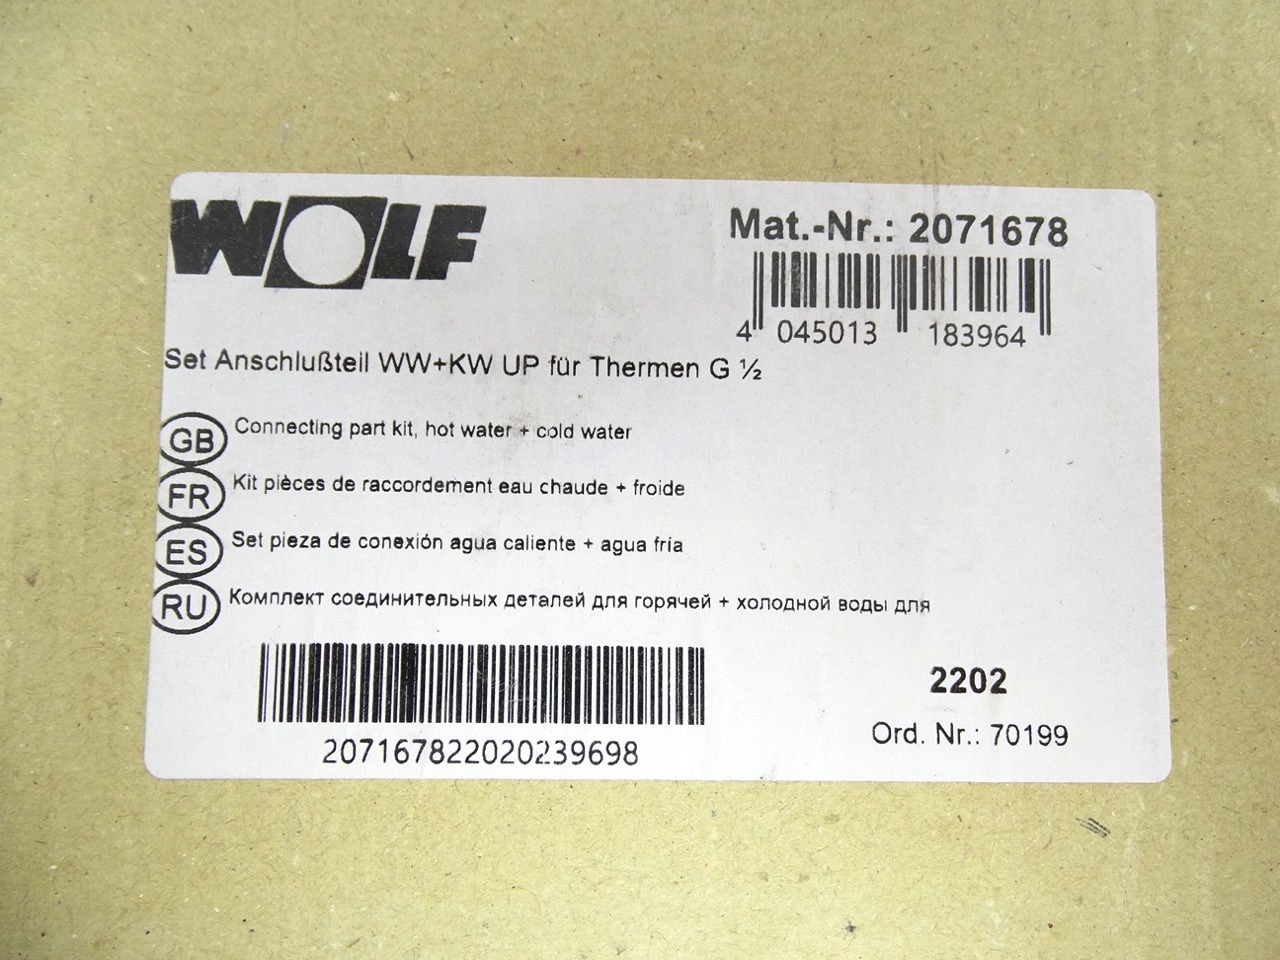 WOLF
Mat.-Nr.: 2071678
4 045013 183964
Set Anschlußteil WW+KW UP für Thermen G ½
GB Connecting part kit, hot water + cold water
FR Kit pièces de raccordement eau chaude + froide
ES Set pieza de conexión agua caliente + agua fria
RU Комплект соединительных деталей для горячей + холодной воды для
2202
207167822020239698
Ord. Nr.: 70199